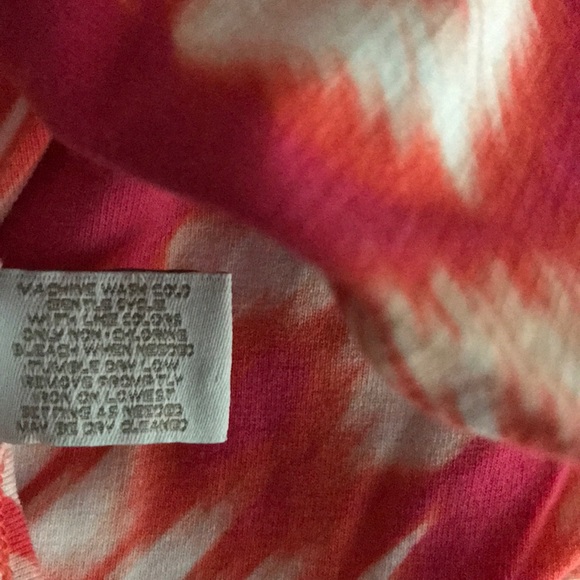 MACHINE WASH COLD
GENTLE CYCLE
WITH LIKE COLORS
ONLY NON-CHLORINE
BLEACH WHEN NEEDED
TUMBLE DRY LOW
REMOVE PROMPTLY
IRON ON LOWEST
SETTING AS NEEDED
MAY BE DRY CLEANED